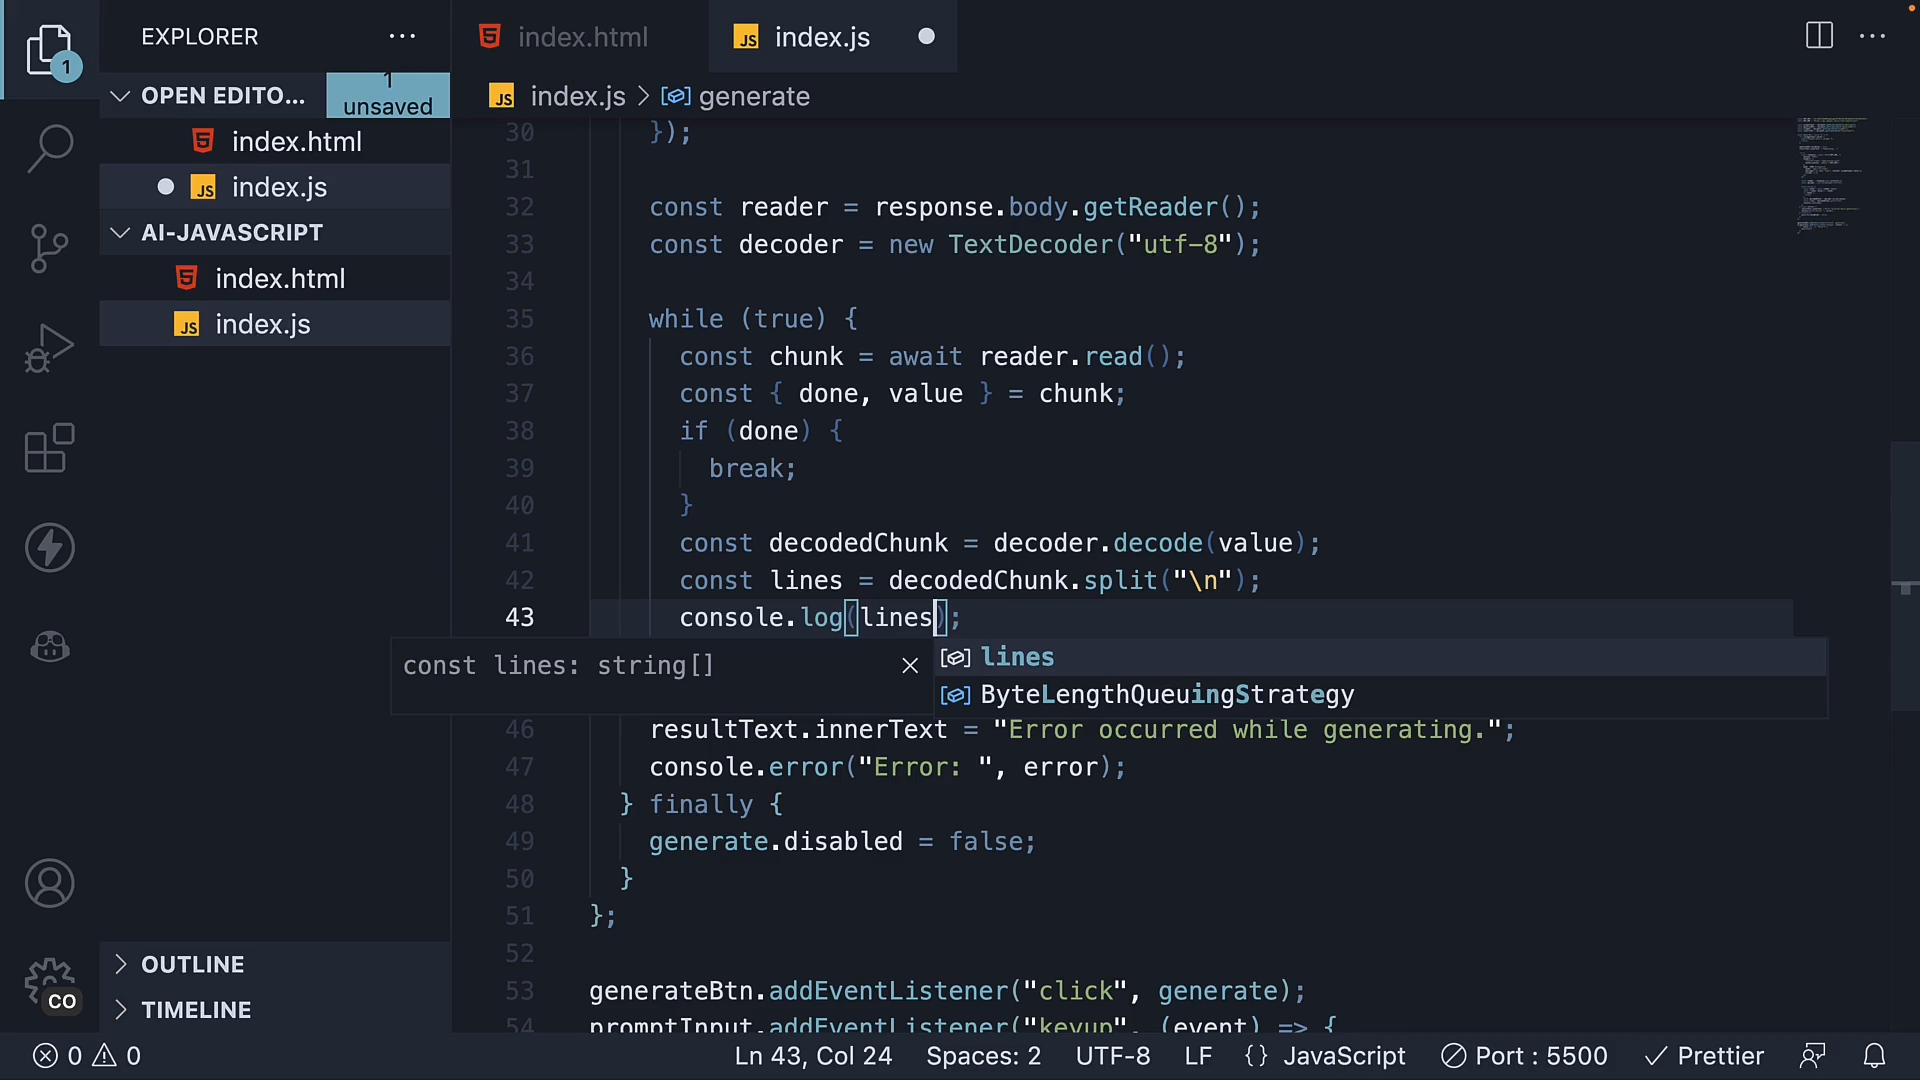 EXPLORER
1
OPEN EDITO...
1
unsaved
index.html
index.js
AI-JAVASCRIPT
index.html
index.js
OUTLINE
TIMELINE
CO
index.html
index.js
index.js > generate
30 });
31
32 const reader = response.body.getReader();
33 const decoder = new TextDecoder("utf-8");
34
35 while (true) {
36 const chunk = await reader.read();
37 const { done, value } = chunk;
38 if (done) {
39 break;
40 }
41 const decodedChunk = decoder.decode(value);
42 const lines = decodedChunk.split("\n");
43 console.log(lines);
const lines: string[]
lines
ByteLengthQueuingStrategy
46 resultText.innerText = "Error occurred while generating.";
47 console.error("Error: ", error);
48 } finally {
49 generate.disabled = false;
50 }
51 };
52
53 generateBtn.addEventListener("click", generate);
54 promptInput.addEventListener("keyup", (event) => {
0 0
Ln 43, Col 24 Spaces: 2 UTF-8 LF {} JavaScript Port : 5500 Prettier